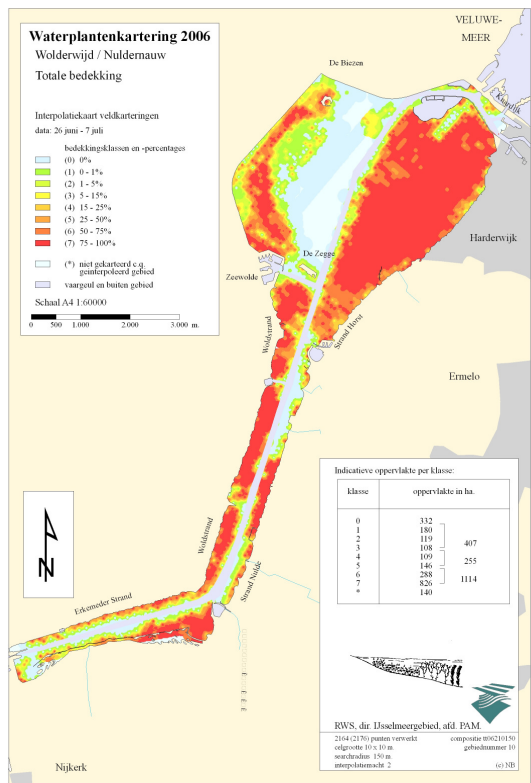 Waterplantenkartering 2006
Wolderwijd / Nuldernauw
Totale bedekking
Interpolatiekaart veldkarteringen
data: 26 juni - 7 juli
bedekkingsklassen en -percentages
(0) 0%
(1) 0 - 1%
(2) 1 - 5%
(3) 5 - 15%
(4) 15 - 25%
(5) 25 - 50%
(6) 50 - 75%
(7) 75 - 100%
(*) niet gekarteerd c.q.
geinterpoleerd gebied
vaargeul en buiten gebied
Schaal A4 1:60000
0 500 1.000 2.000 3.000 m.
VELUWE-
MEER
De Biezen
Knardijk
Harderwijk
De Zegge
Zeewolde
Woldstrand
Strand Horst
Ermelo
Woldstrand
Strand Nulde
Erkemeder Strand
Nijkerk
Indicatieve oppervlakte per klasse:
klasse oppervlakte in ha.
0 332
1 180
2 119 407
3 108
4 109 255
5 146
6 288 1114
7 826
* 140
RWS, dir. IJsselmeergebied, afd. PAM.
2164 (2176) punten verwerkt compositie tt06210150
celgrootte 10 x 10 m gebiednummer 10
searchradius 150 m
interpolatiemacht 2 (c) NB